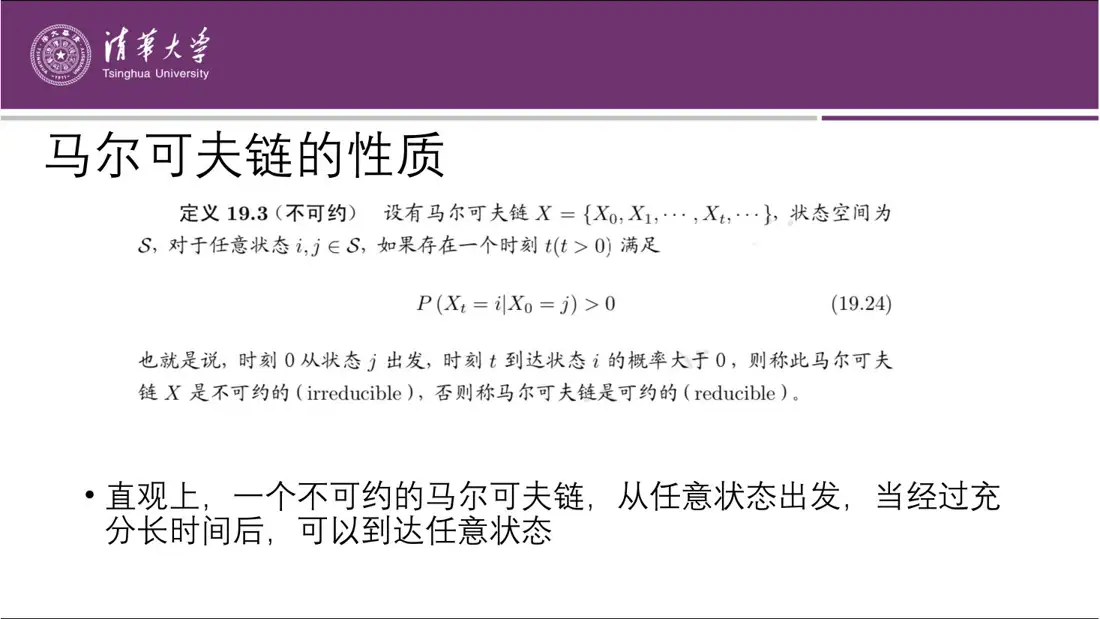 清华大学
Tsinghua University
马尔可夫链的性质
定义 19.3（不可约） 设有马尔可夫链 X = {X₀, X₁, ⋯ , Xₜ, ⋯}, 状态空间为
𝒮, 对于任意状态 i, j ∈ 𝒮, 如果存在一个时刻 t(t > 0) 满足
P (Xₜ = i|X₀ = j) > 0 (19.24)
也就是说, 时刻 0 从状态 j 出发, 时刻 t 到达状态 i 的概率大于 0 , 则称此马尔可夫
链 X 是不可约的（irreducible）, 否则称马尔可夫链是可约的（reducible）。
• 直观上，一个不可约的马尔可夫链，从任意状态出发，当经过充
分长时间后，可以到达任意状态